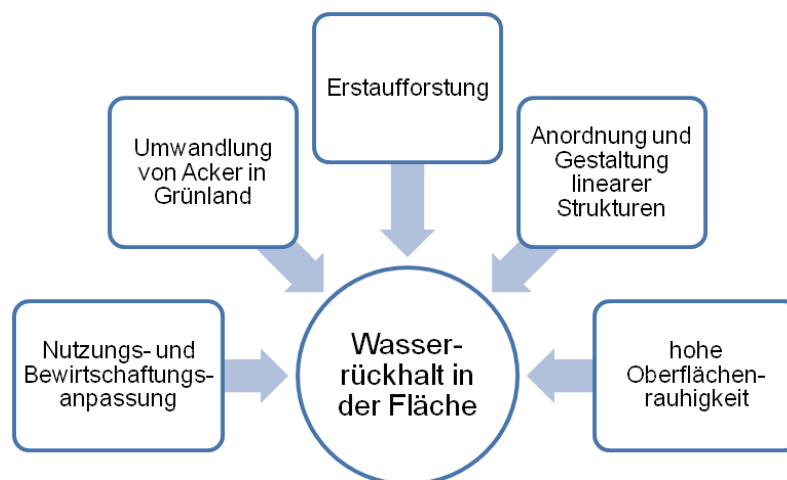 Erstaufforstung
Umwandlung
von Acker in
Grünland
Anordnung und
Gestaltung
linearer
Strukturen
Nutzungs- und
Bewirtschaftungs-
anpassung
Wasser-
rückhalt in
der Fläche
hohe
Oberflächen-
rauhigkeit